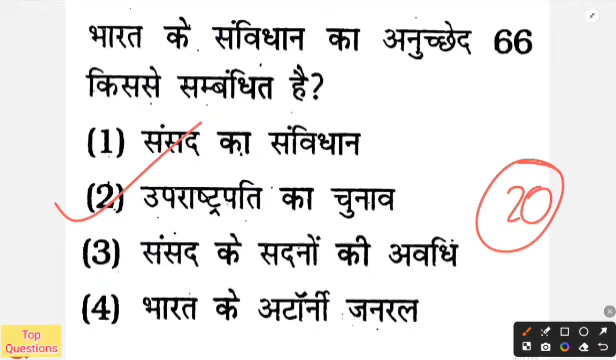 भारत के संविधान का अनुच्छेद 66
किससे सम्बंधित है?
(1) संसद का संविधान
(2) उपराष्ट्रपति का चुनाव
20
(3) संसद के सदनों की अवधि
(4) भारत के अटॉर्नी जनरल
Top
Questions